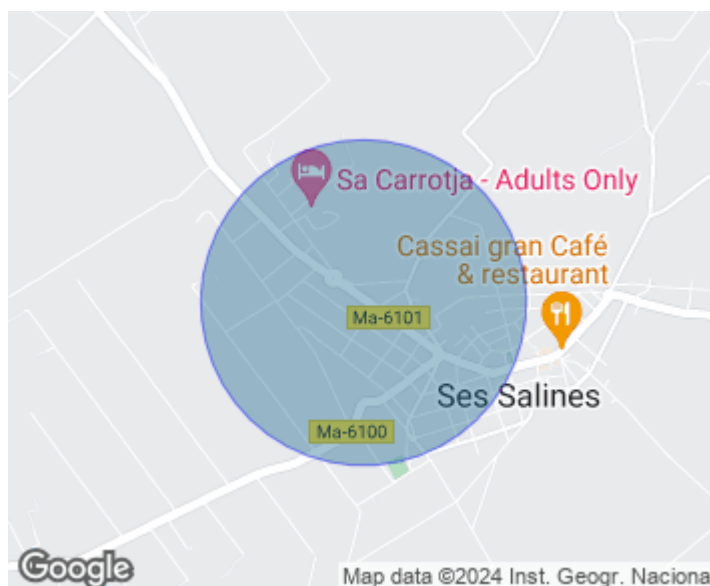 Sa Carrotja - Adults Only
Cassai gran Café
& restaurant
Ma-6101
Ses Salines
Ma-6100
Google
Map data ©2024 Inst. Geogr. Naciona